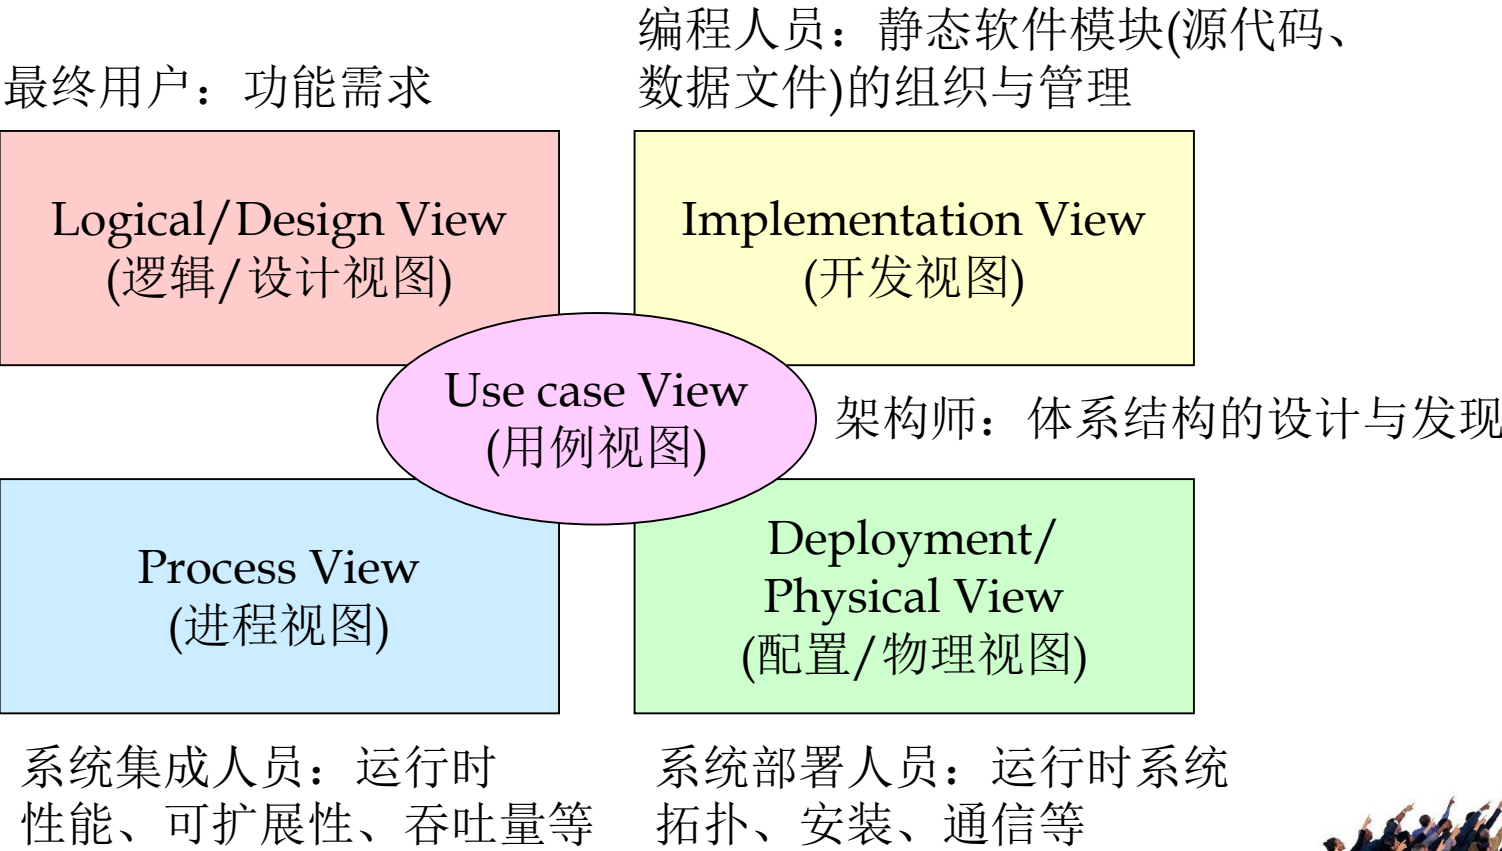 最终用户：功能需求
编程人员：静态软件模块(源代码、
数据文件)的组织与管理
Logical/Design View
(逻辑/设计视图)
Implementation View
(开发视图)
Use case View
(用例视图)
架构师：体系结构的设计与发现
Process View
(进程视图)
Deployment/
Physical View
(配置/物理视图)
系统集成人员：运行时
性能、可扩展性、吞吐量等
系统部署人员：运行时系统
拓扑、安装、通信等